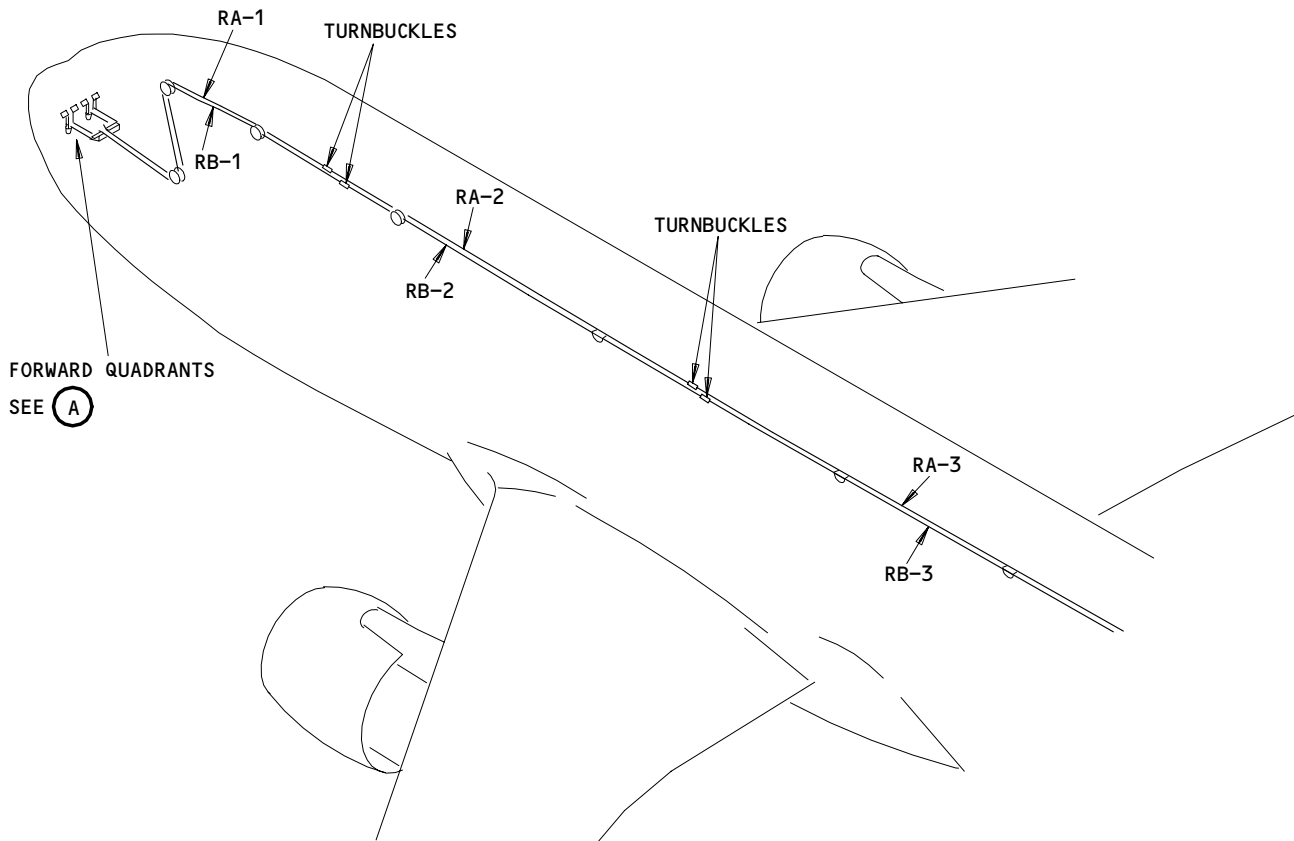 RA-1
TURNBUCKLES
RB-1
RA-2
TURNBUCKLES
RB-2
FORWARD QUADRANTS
SEE A
RA-3
RB-3